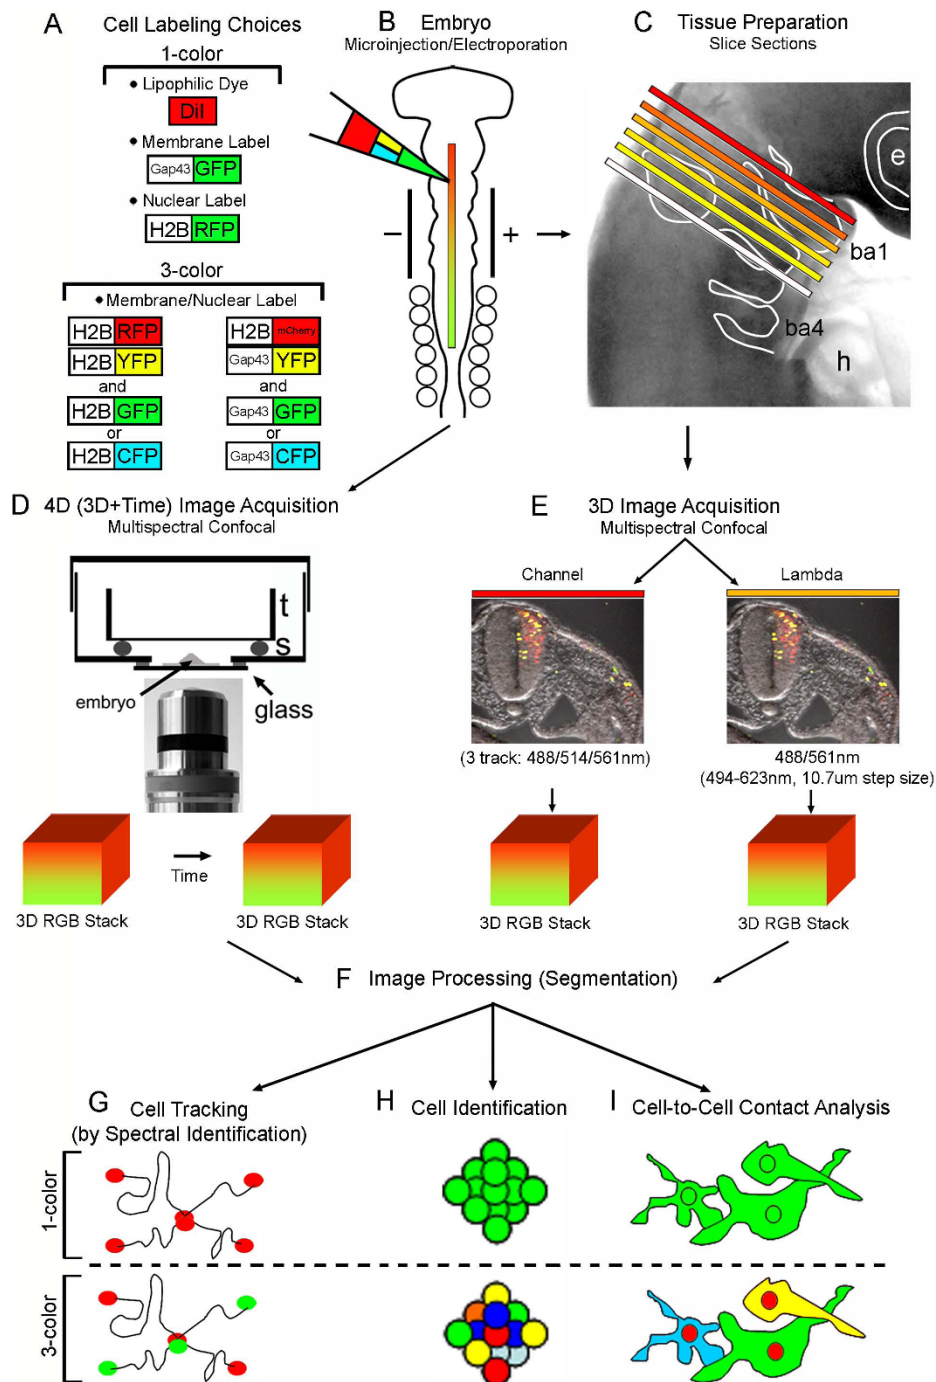 A Cell Labeling Choices
1-color
• Lipophilic Dye
DiI
• Membrane Label
Gap43 GFP
• Nuclear Label
H2B RFP
3-color
• Membrane/Nuclear Label
H2B RFP
H2B YFP
and
H2B GFP
or
H2B CFP
H2B mCherry
Gap43 YFP
and
Gap43 GFP
or
Gap43 CFP
B Embryo
Microinjection/Electroporation
− +
C Tissue Preparation
Slice Sections
e
ba1
ba4
h
D 4D (3D+Time) Image Acquisition
Multispectral Confocal
t
s
embryo
glass
3D RGB Stack
Time
3D RGB Stack
E 3D Image Acquisition
Multispectral Confocal
Channel
(3 track: 488/514/561nm)
3D RGB Stack
Lambda
488/561nm
(494-623nm, 10.7um step size)
3D RGB Stack
F Image Processing (Segmentation)
G Cell Tracking
(by Spectral Identification)
H Cell Identification
I Cell-to-Cell Contact Analysis
1-color
3-color